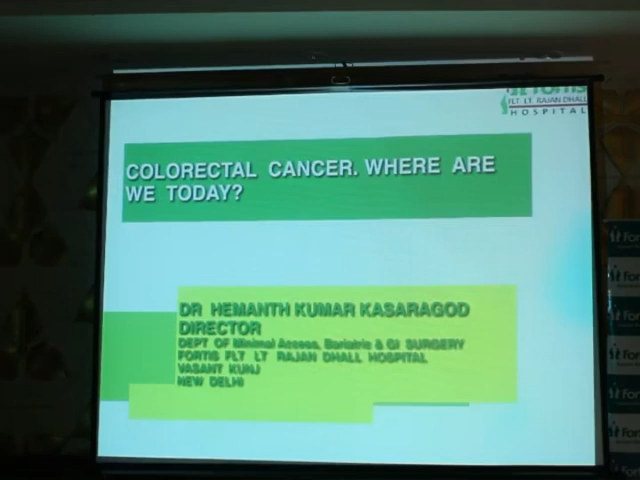 Fortis
FLT. LT. RAJAN DHALL
HOSPITAL
COLORECTAL CANCER. WHERE ARE
WE TODAY?
DR HEMANTH KUMAR KASARAGOD
DIRECTOR
DEPT OF Minimal Access, Bariatric & GI SURGERY
FORTIS FLT LT RAJAN DHALL HOSPITAL
VASANT KUNJ
NEW DELHI